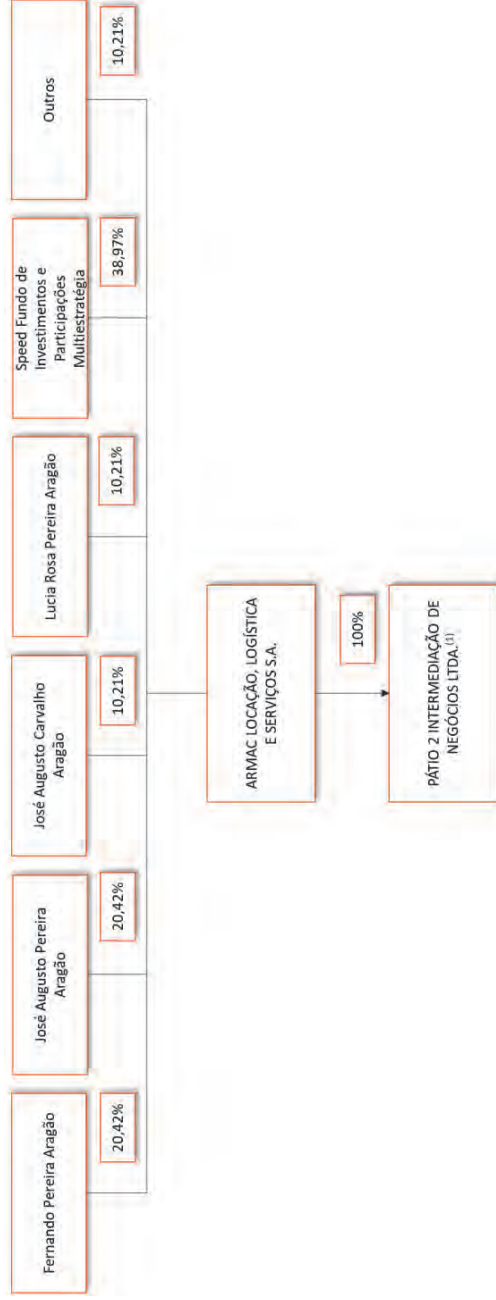 Fernando Pereira Aragão
20,42%
José Augusto Pereira
Aragão
20,42%
José Augusto Carvalho
Aragão
10,21%
Lucia Rosa Pereira Aragão
10,21%
Speed Fundo de
Investimentos e
Participações
Multiestratégia
38,97%
Outros
10,21%
ARMAC LOCAÇÃO, LOGÍSTICA
E SERVIÇOS S.A.
100%
PÁTIO 2 INTERMEDIAÇÃO DE
NEGÓCIOS LTDA.(1)